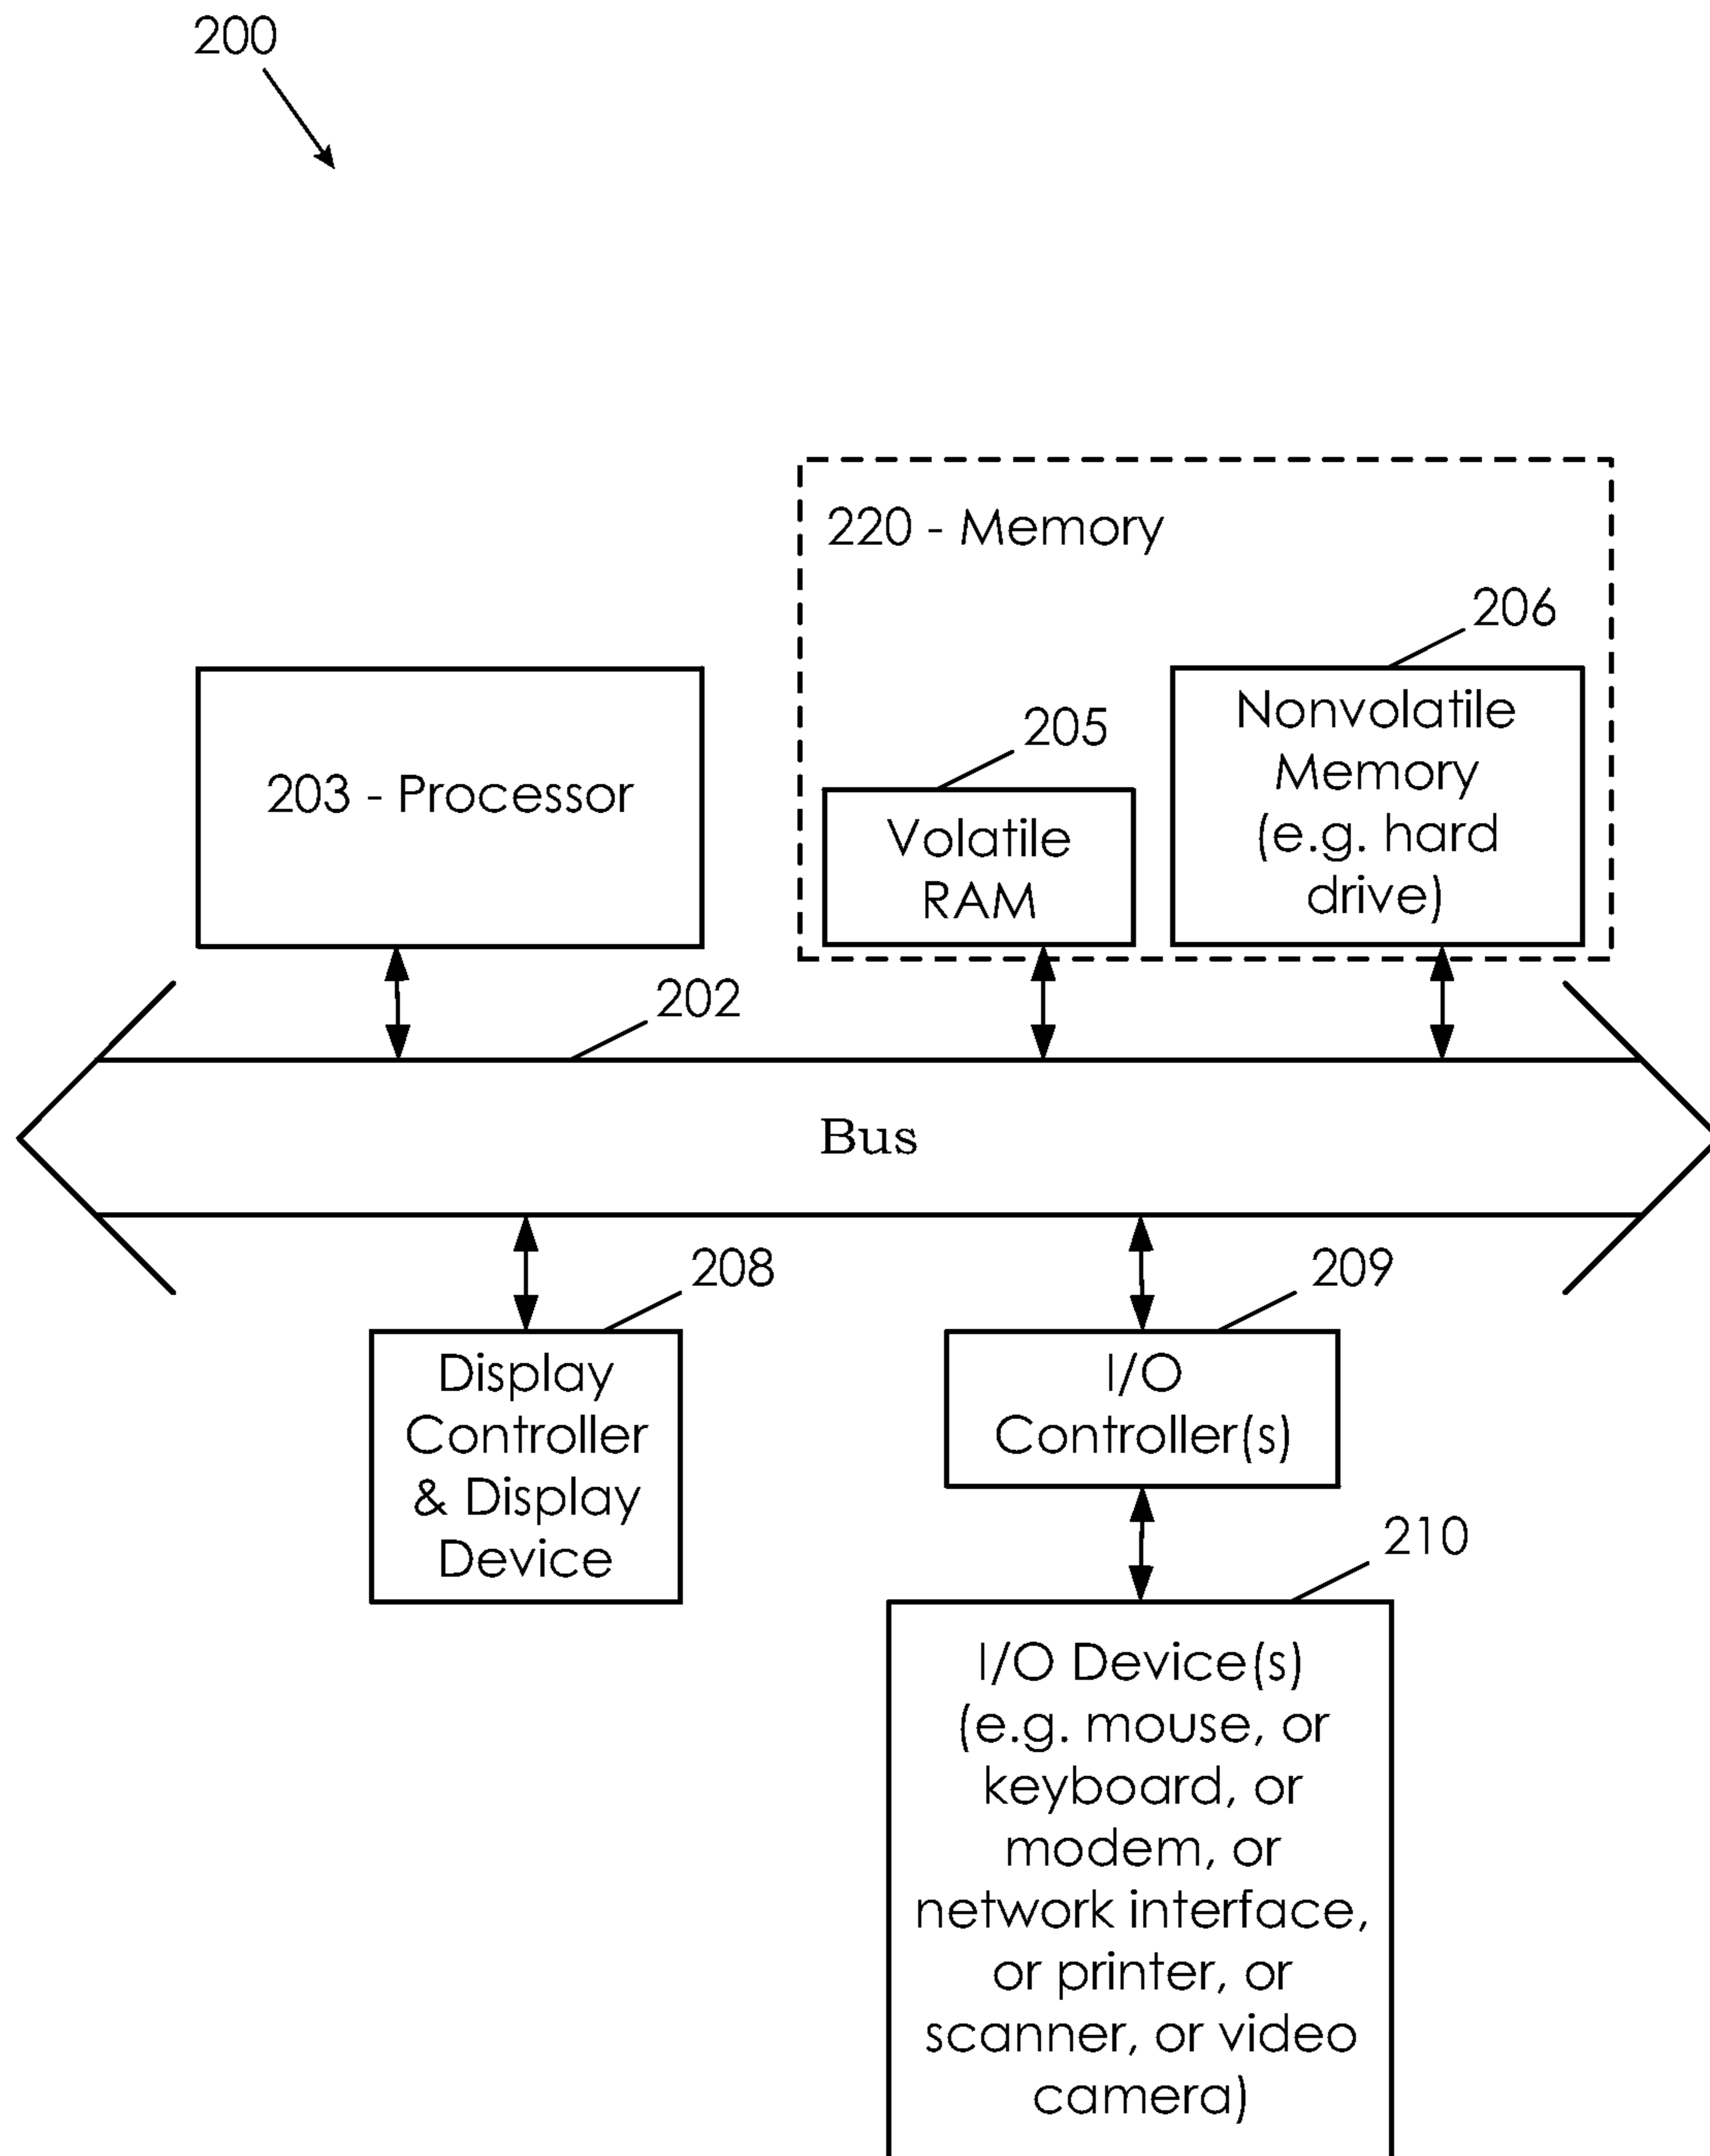 200
220 - Memory
206
Nonvolatile
Memory
(e.g. hard
drive)
205
Volatile
RAM
203 - Processor
202
Bus
208
Display
Controller
& Display
Device
209
I/O
Controller(s)
210
I/O Device(s)
(e.g. mouse, or
keyboard, or
modem, or
network interface,
or printer, or
scanner, or video
camera)